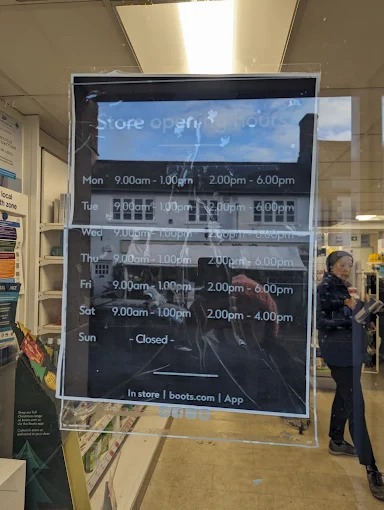 Store opening hours
Mon 9.00am - 1.00pm 2.00pm - 6.00pm
Tue 9.00am - 1.00pm 2.00pm - 6.00pm
Wed 9.00am - 1.00pm 2.00pm - 6.00pm
Thu 9.00am - 1.00pm 2.00pm - 6.00pm
Fri 9.00am - 1.00pm 2.00pm - 6.00pm
Sat 9.00am - 1.00pm 2.00pm - 4.00pm
Sun - Closed -
In store | boots.com | App